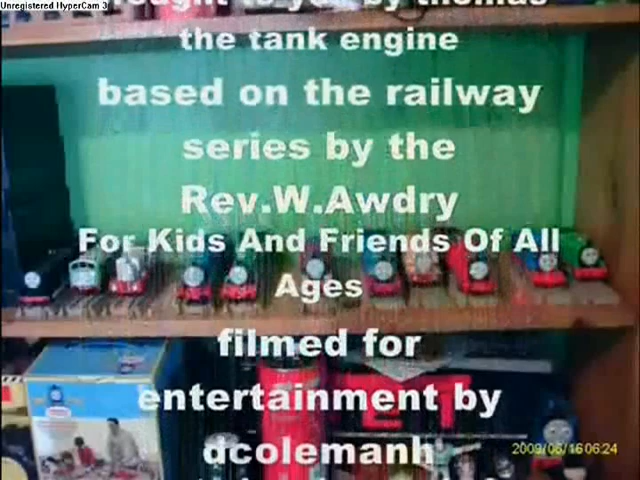 Unregistered HyperCam 3
the tank engine
based on the railway
series by the
Rev.W.Awdry
For Kids And Friends Of All
Ages
filmed for
entertainment by
dcolemanh
2009/06/16 06:24